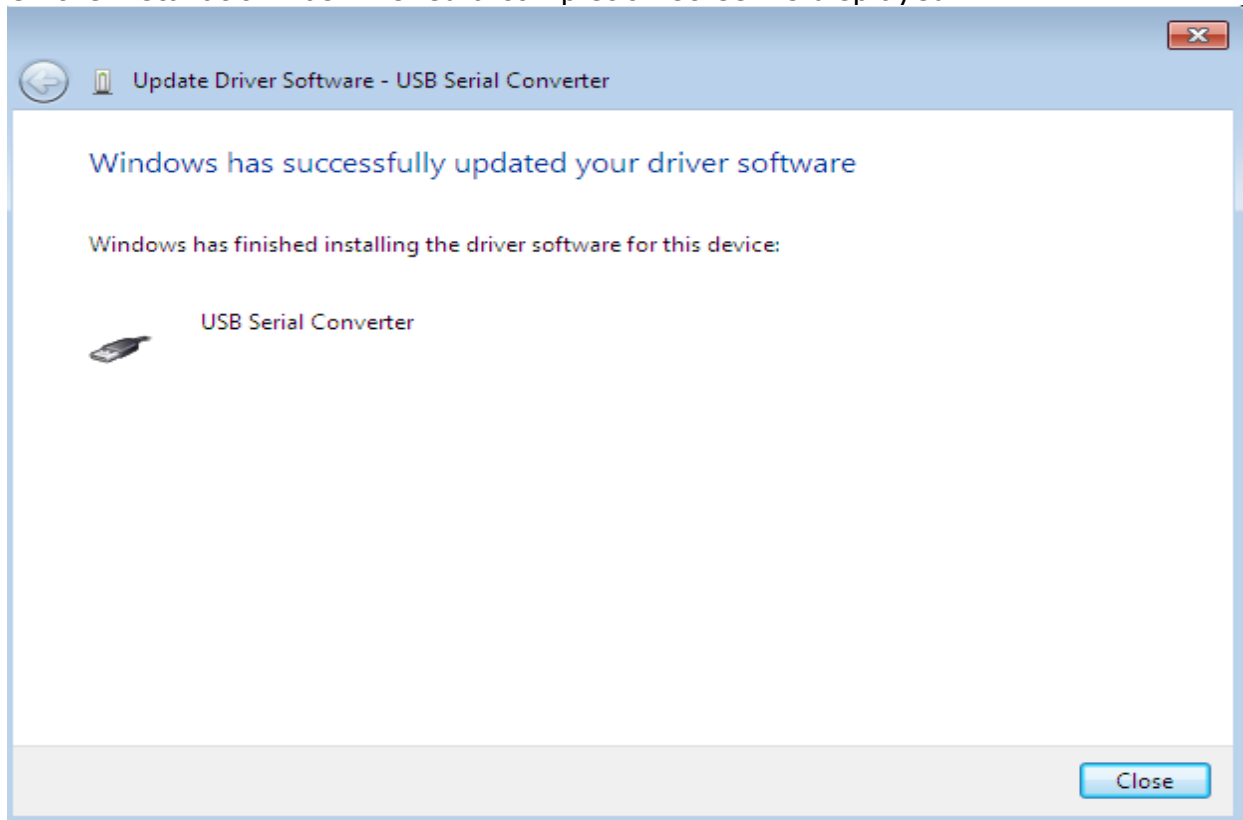 Update Driver Software - USB Serial Converter
Windows has successfully updated your driver software
Windows has finished installing the driver software for this device:
USB Serial Converter
Close